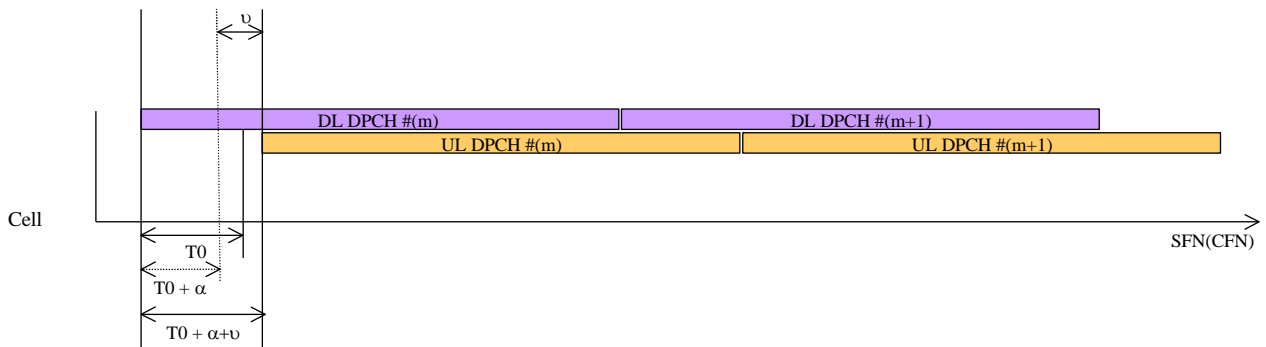 υ
DL DPCH #(m)
DL DPCH #(m+1)
UL DPCH #(m)
UL DPCH #(m+1)
Cell
SFN(CFN)
T0
T0 + α
T0 + α+υ